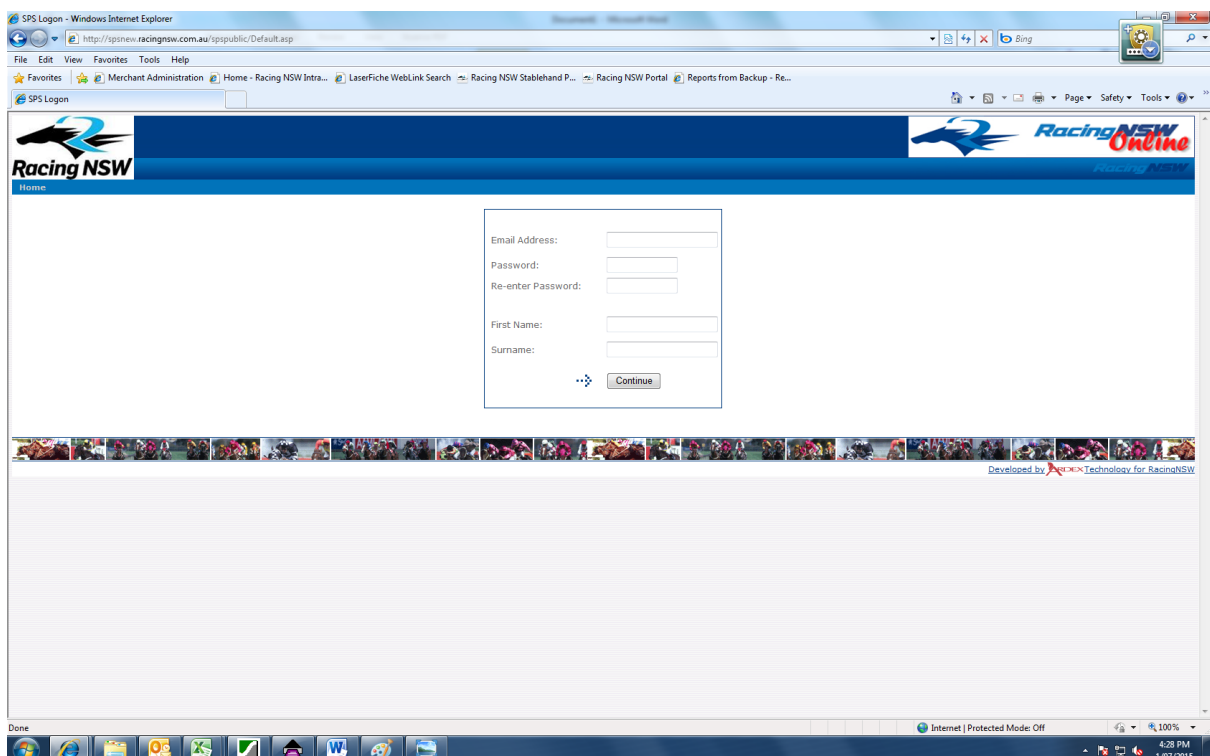 SPS Logon - Windows Internet Explorer
http://spsnew.racingnsw.com.au/spspublic/Default.asp
Bing
File Edit View Favorites Tools Help
Favorites Merchant Administration Home - Racing NSW Intra... LaserFiche WebLink Search Racing NSW Stablehand P... Racing NSW Portal Reports from Backup - Re...
SPS Logon
Page Safety Tools
Racing NSW
RacingNSW
Online
RacingNSW
Home
Email Address:
Password:
Re-enter Password:
First Name:
Surname:
Continue
Developed by ARDEX Technology for RacingNSW
Done
Internet | Protected Mode: Off
100%
4:28 PM